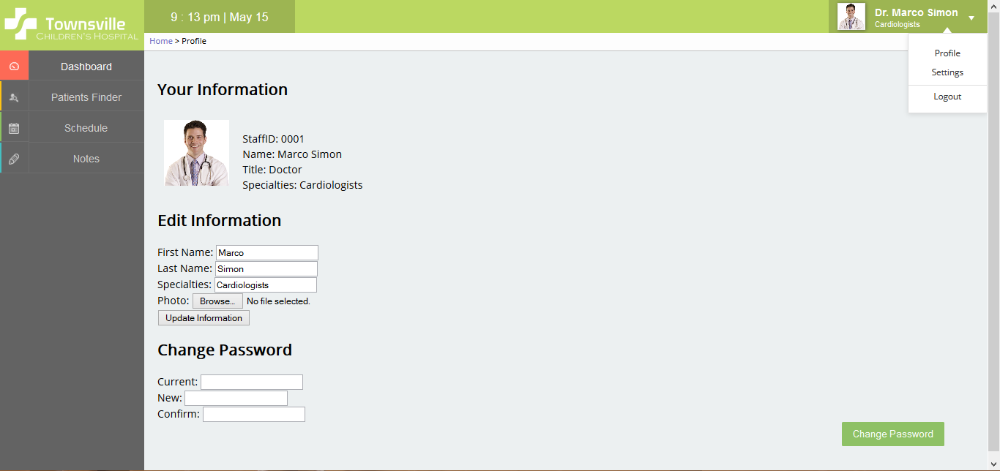 Townsville
CHILDREN'S HOSPITAL
9 : 13 pm | May 15
Dr. Marco Simon
Cardiologists
Home > Profile
Profile
Settings
Logout
Dashboard
Patients Finder
Schedule
Notes
Your Information
StaffID: 0001
Name: Marco Simon
Title: Doctor
Specialties: Cardiologists
Edit Information
First Name: Marco
Last Name: Simon
Specialties: Cardiologists
Photo: Browse... No file selected.
Update Information
Change Password
Current:
New:
Confirm:
Change Password